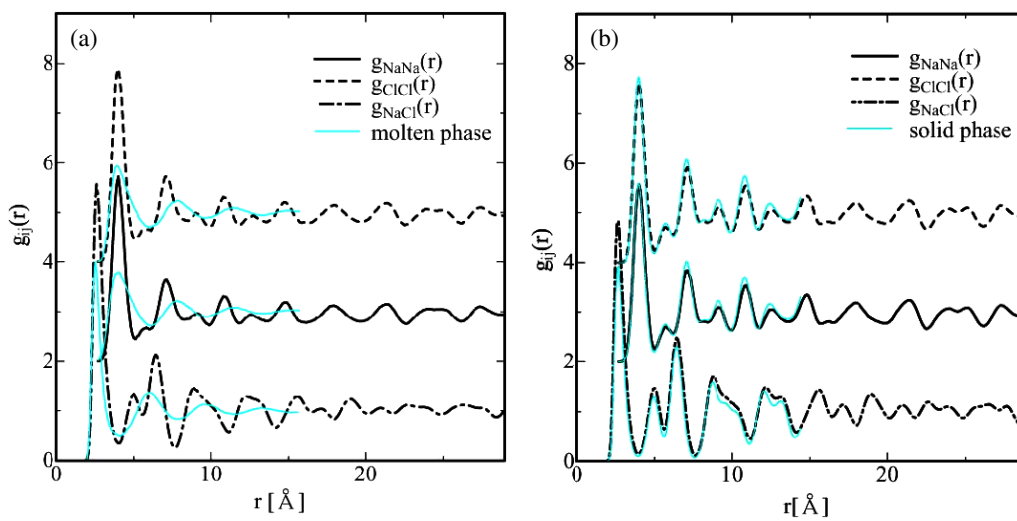 (a)
g_NaNa(r)
g_ClCl(r)
g_NaCl(r)
molten phase
8
6
4
2
0
g_ij(r)
0
10
20
r [Å]
(b)
g_NaNa(r)
g_ClCl(r)
g_NaCl(r)
solid phase
8
6
4
2
0
g_ij(r)
0
10
20
r[Å]